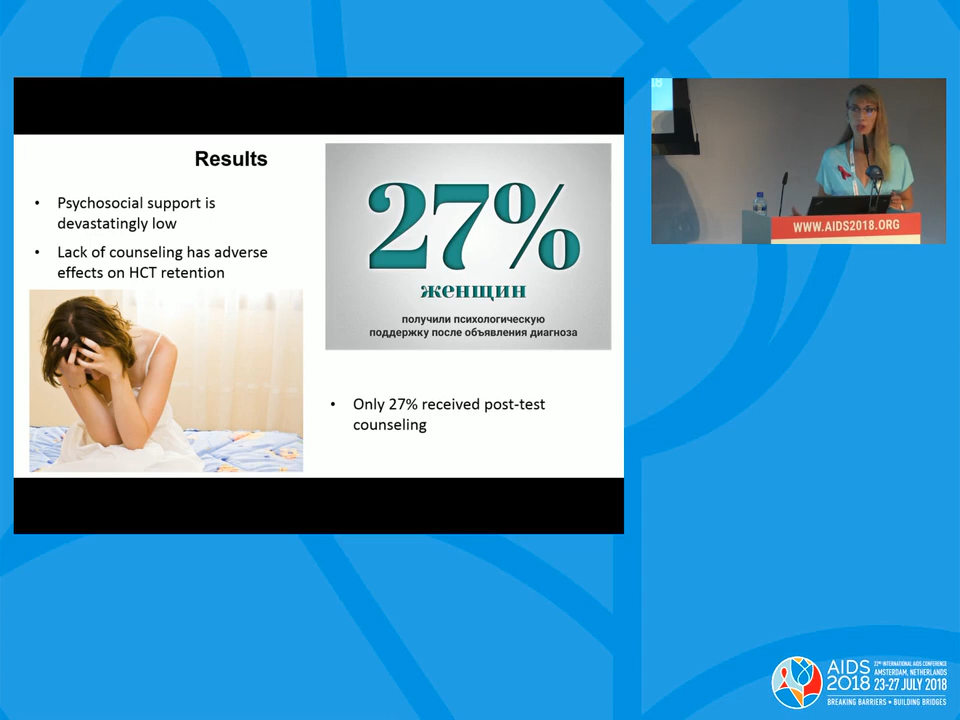 Results
• Psychosocial support is
devastatingly low
• Lack of counseling has adverse
effects on HCT retention
27%
женщин
получили психологическую
поддержку после объявления диагноза
• Only 27% received post-test
counseling
18
WWW.AIDS2018.ORG
AIDS
2018
22ND INTERNATIONAL AIDS CONFERENCE
AMSTERDAM, NETHERLANDS
23-27 JULY 2018
BREAKING BARRIERS • BUILDING BRIDGES